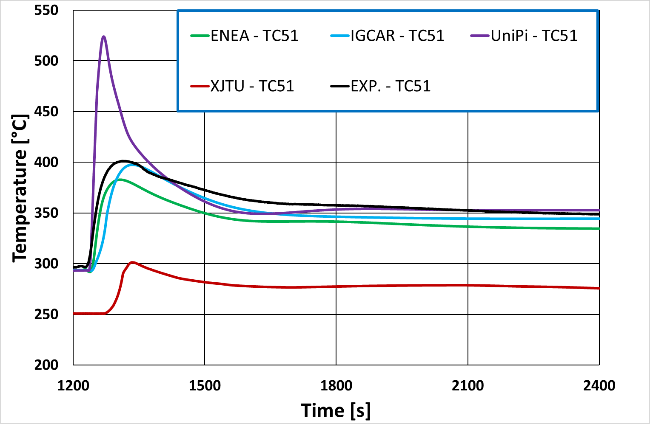 ENEA - TC51 IGCAR - TC51 UniPi - TC51
XJTU - TC51 EXP. - TC51
Temperature [°C]
550
500
450
400
350
300
250
200
1200 1500 1800 2100 2400
Time [s]